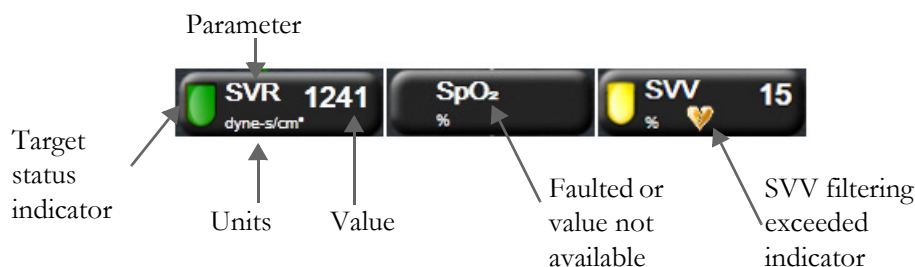 Parameter
SVR 1241
dyne-s/cm⁵
SpO₂
%
SVV 15
%
Target
status
indicator
Units
Value
Faulted or
value not
available
SVV filtering
exceeded
indicator